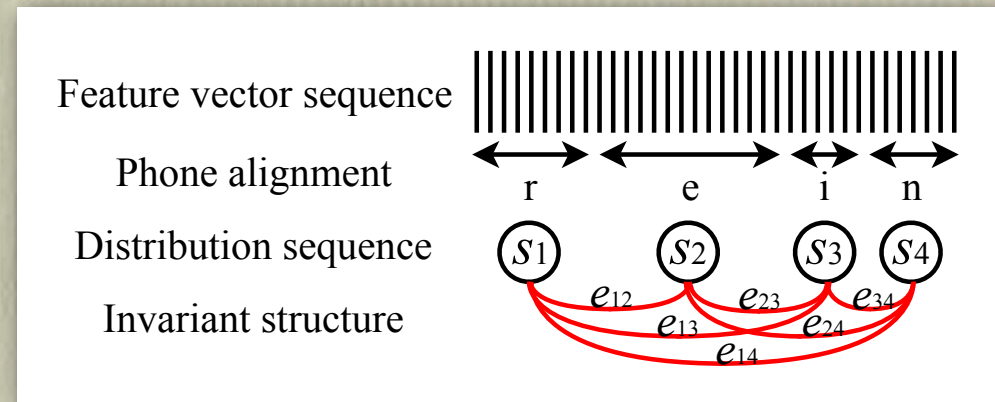 Feature vector sequence
Phone alignment
r e i n
Distribution sequence
s1 s2 s3 s4
Invariant structure
e12 e23 e34
e13 e24
e14